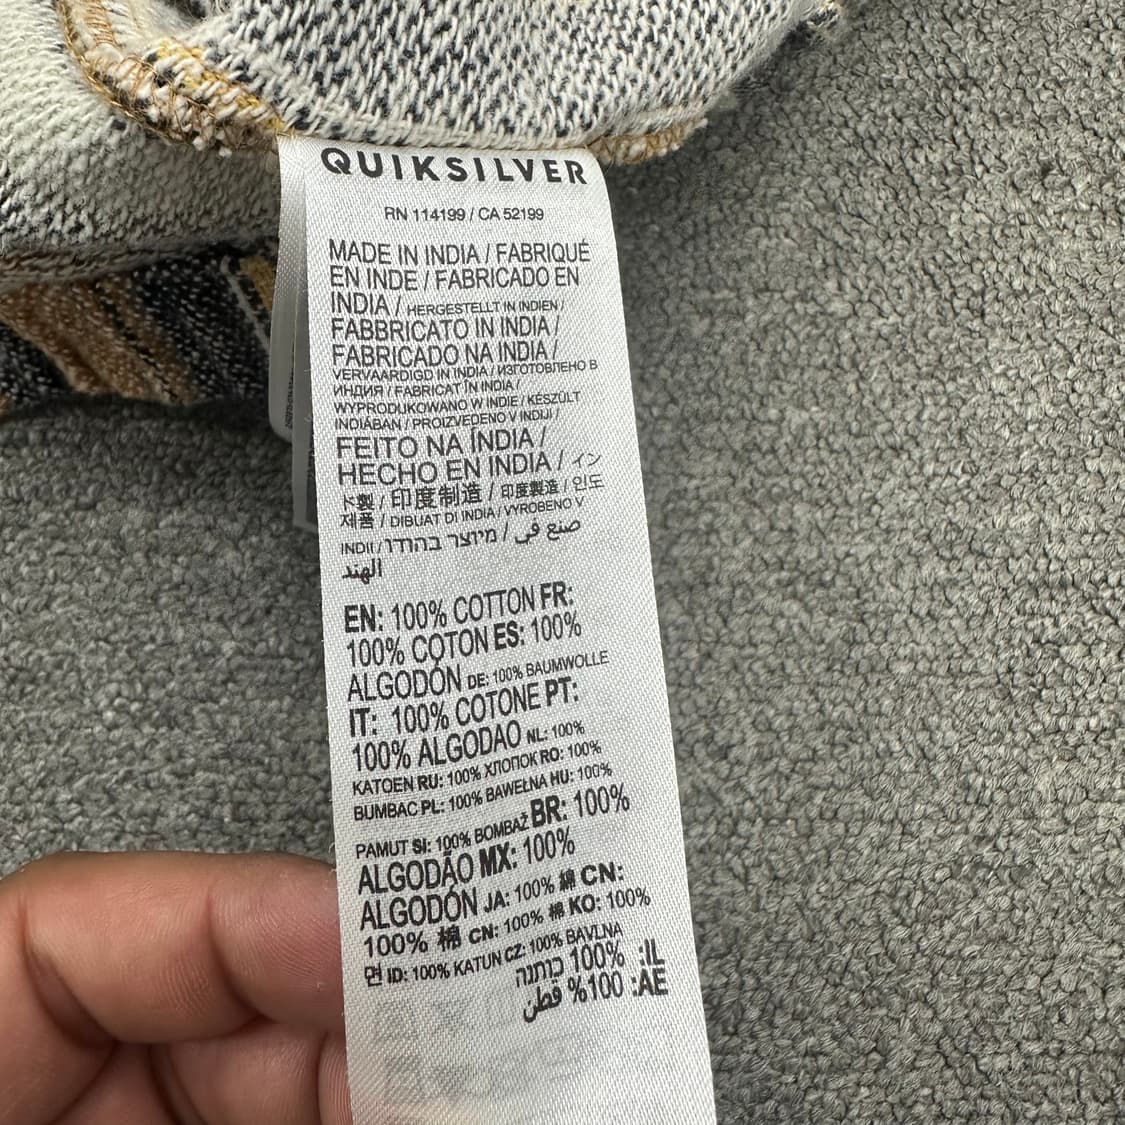 QUIKSILVER
RN 114199 / CA 52199
MADE IN INDIA / FABRIQUÉ
EN INDE / FABRICADO EN
INDIA / HERGESTELLT IN INDIEN /
FABBRICATO IN INDIA /
FABRICADO NA INDIA /
VERVAARDIGD IN INDIA / ИЗГОТОВЛЕНО В
ИНДИЯ / FABRICAT ÎN INDIA /
WYPRODUKOWANO W INDIE / KÉSZÜLT
INDIÁBAN / PROIZVEDENO V INDIJI /
FEITO NA ÍNDIA /
HECHO EN INDIA / イン
ド製 / 印度制造 / 印度製造 / 인도
제품 / DIBUAT DI INDIA / VYROBENO V
INDII / מיוצר בהודו / صنع في
الهند
EN: 100% COTTON FR:
100% COTON ES: 100%
ALGODÓN DE: 100% BAUMWOLLE
IT: 100% COTONE PT:
100% ALGODAO NL: 100%
KATOEN RU: 100% ХЛОПОК RO: 100%
BUMBAC PL: 100% BAWEŁNA HU: 100%
PAMUT SI: 100% BOMBAŽ BR: 100%
ALGODÃO MX: 100%
ALGODÓN JA: 100% 綿 CN:
100% 棉 CN: 100% 棉 KO: 100%
면 ID: 100% KATUN CZ: 100% BAVLNA
IL: 100% כותנה
AE: 100% قطن